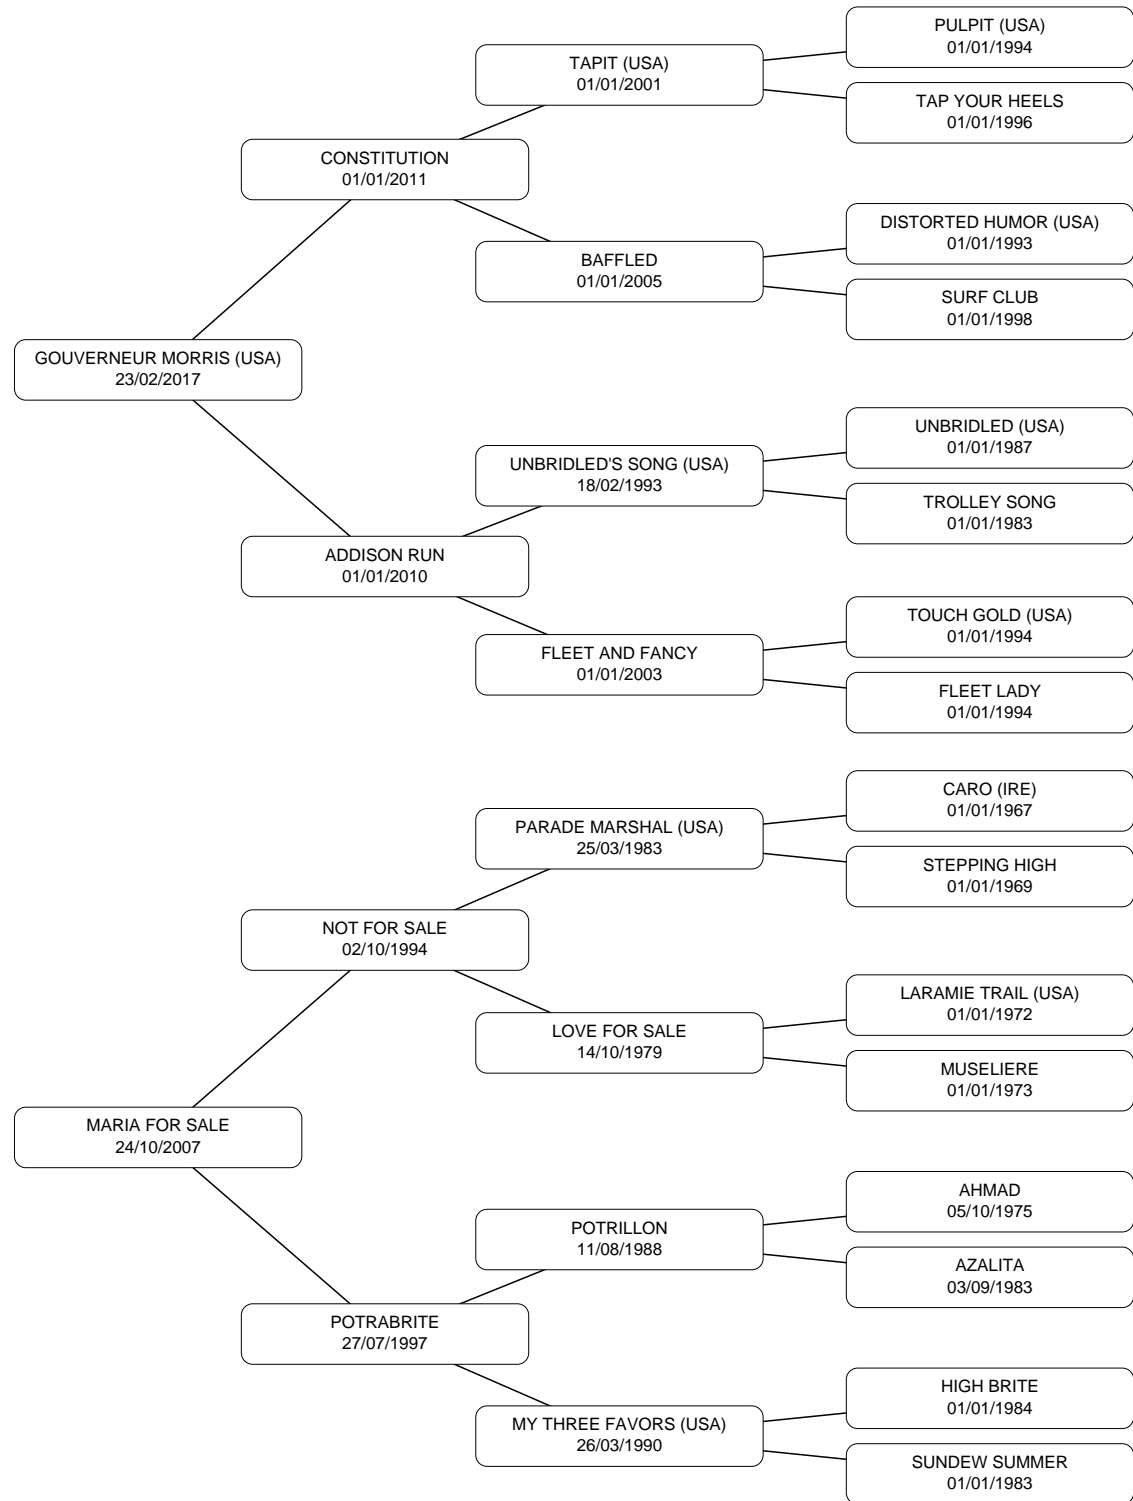 PULPIT (USA)
01/01/1994
TAPIT (USA)
01/01/2001
TAP YOUR HEELS
01/01/1996
CONSTITUTION
01/01/2011
DISTORTED HUMOR (USA)
01/01/1993
BAFFLED
01/01/2005
SURF CLUB
01/01/1998
GOUVERNEUR MORRIS (USA)
23/02/2017
UNBRIDLED (USA)
01/01/1987
UNBRIDLED'S SONG (USA)
18/02/1993
TROLLEY SONG
01/01/1983
ADDISON RUN
01/01/2010
TOUCH GOLD (USA)
01/01/1994
FLEET AND FANCY
01/01/2003
FLEET LADY
01/01/1994
CARO (IRE)
01/01/1967
PARADE MARSHAL (USA)
25/03/1983
STEPPING HIGH
01/01/1969
NOT FOR SALE
02/10/1994
LARAMIE TRAIL (USA)
01/01/1972
LOVE FOR SALE
14/10/1979
MUSELIERE
01/01/1973
MARIA FOR SALE
24/10/2007
AHMAD
05/10/1975
POTRILLON
11/08/1988
AZALITA
03/09/1983
POTRABRITE
27/07/1997
HIGH BRITE
01/01/1984
MY THREE FAVORS (USA)
26/03/1990
SUNDEW SUMMER
01/01/1983